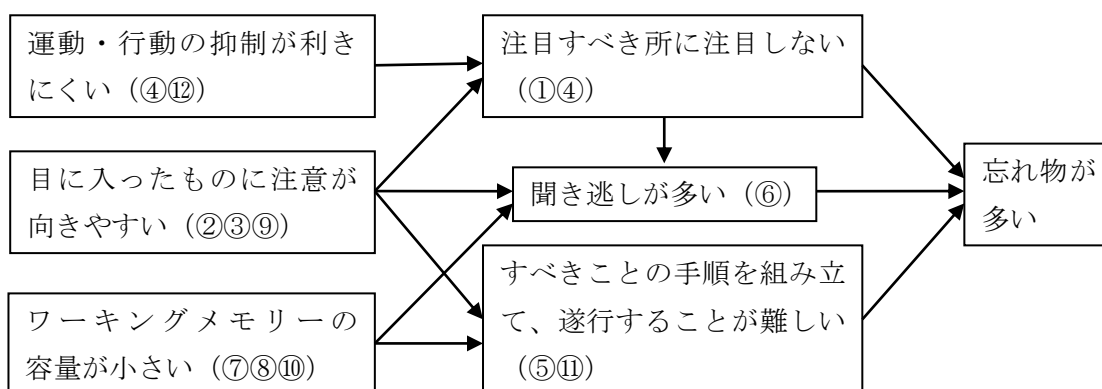 運動・行動の抑制が利き
にくい（④⑫）
目に入ったものに注意が
向きやすい（②③⑨）
ワーキングメモリーの
容量が小さい（⑦⑧⑩）
注目すべき所に注目しない
（①④）
聞き逃しが多い（⑥）
すべきことの手順を組み立
て、遂行することが難しい
（⑤⑪）
忘れ物が
多い